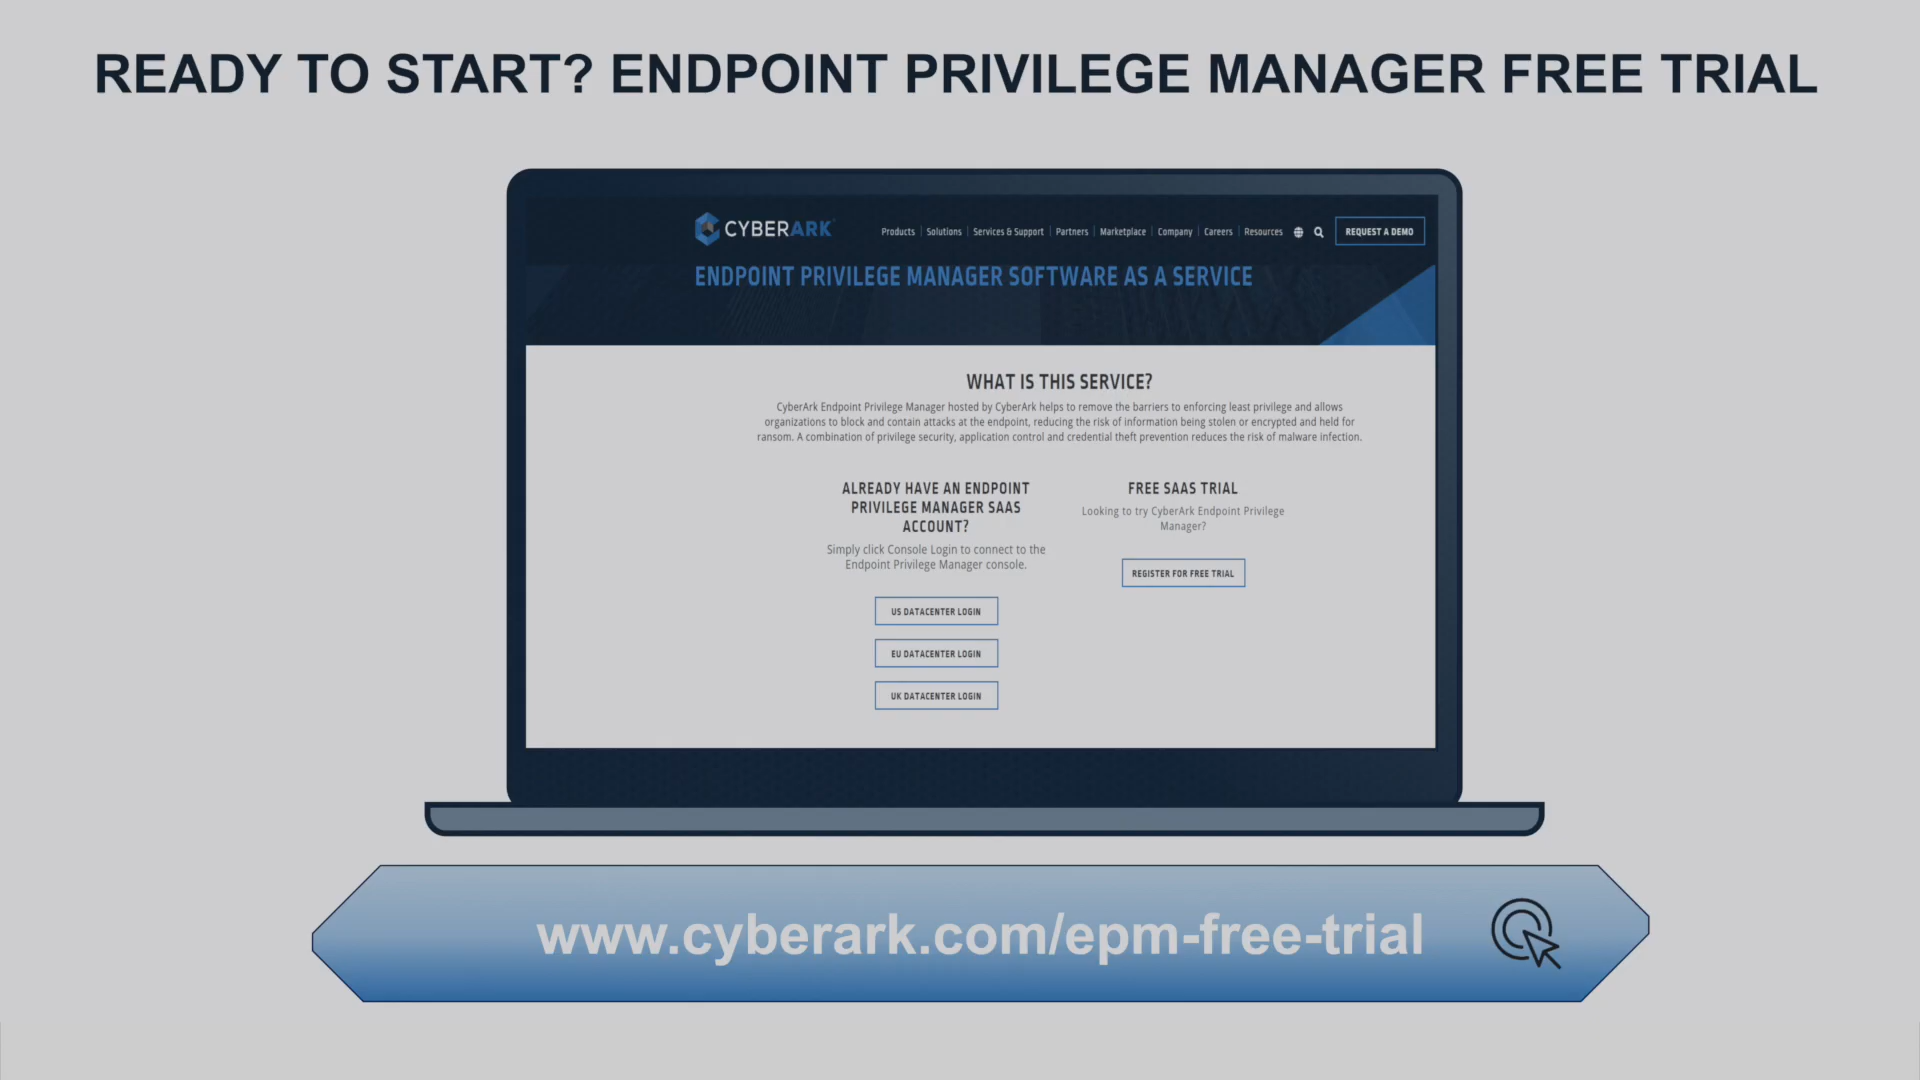 READY TO START? ENDPOINT PRIVILEGE MANAGER FREE TRIAL
CYBERARK
Products | Solutions | Services & Support | Partners | Marketplace | Company | Careers | Resources
REQUEST A DEMO
ENDPOINT PRIVILEGE MANAGER SOFTWARE AS A SERVICE
WHAT IS THIS SERVICE?
CyberArk Endpoint Privilege Manager hosted by CyberArk helps to remove the barriers to enforcing least privilege and allows
organizations to block and contain attacks at the endpoint, reducing the risk of information being stolen or encrypted and held for
ransom. A combination of privilege security, application control and credential theft prevention reduces the risk of malware infection.
ALREADY HAVE AN ENDPOINT
PRIVILEGE MANAGER SAAS
ACCOUNT?
Simply click Console Login to connect to the
Endpoint Privilege Manager console.
US DATACENTER LOGIN
EU DATACENTER LOGIN
UK DATACENTER LOGIN
FREE SAAS TRIAL
Looking to try CyberArk Endpoint Privilege
Manager?
REGISTER FOR FREE TRIAL
www.cyberark.com/epm-free-trial